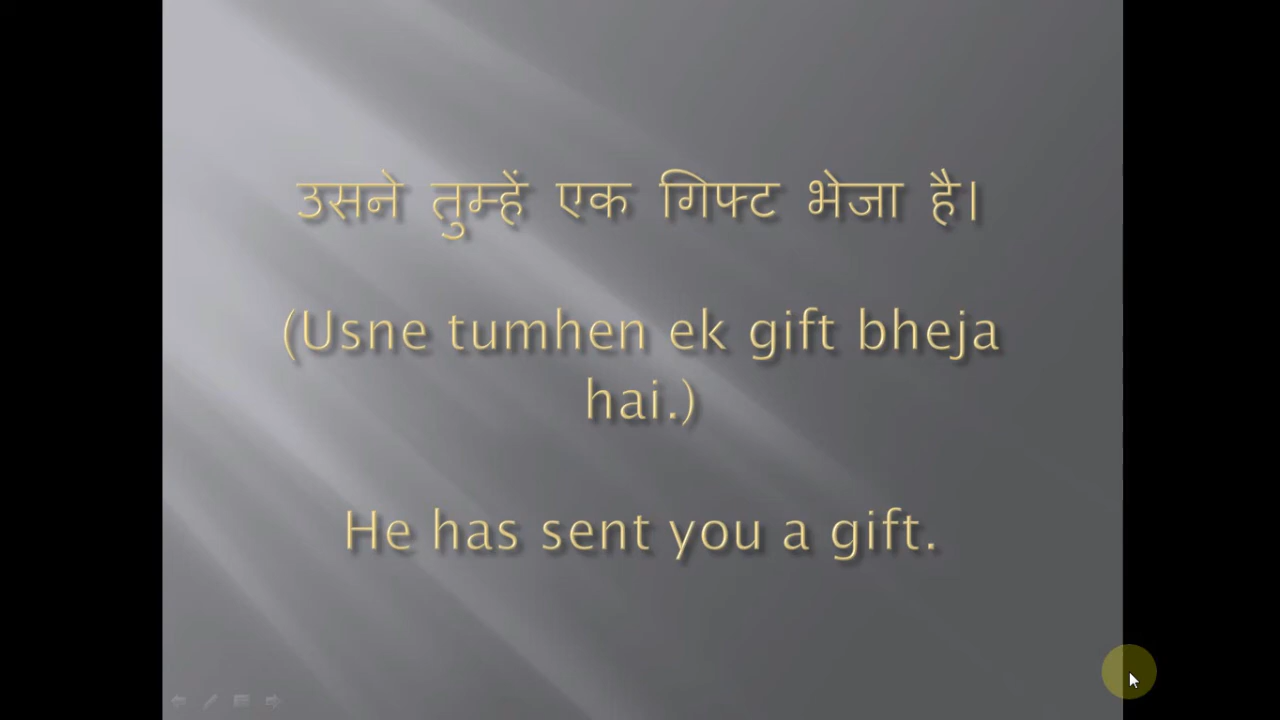 उसने तुम्हें एक गिफ्ट भेजा है।
(Usne tumhen ek gift bheja
hai.)
He has sent you a gift.